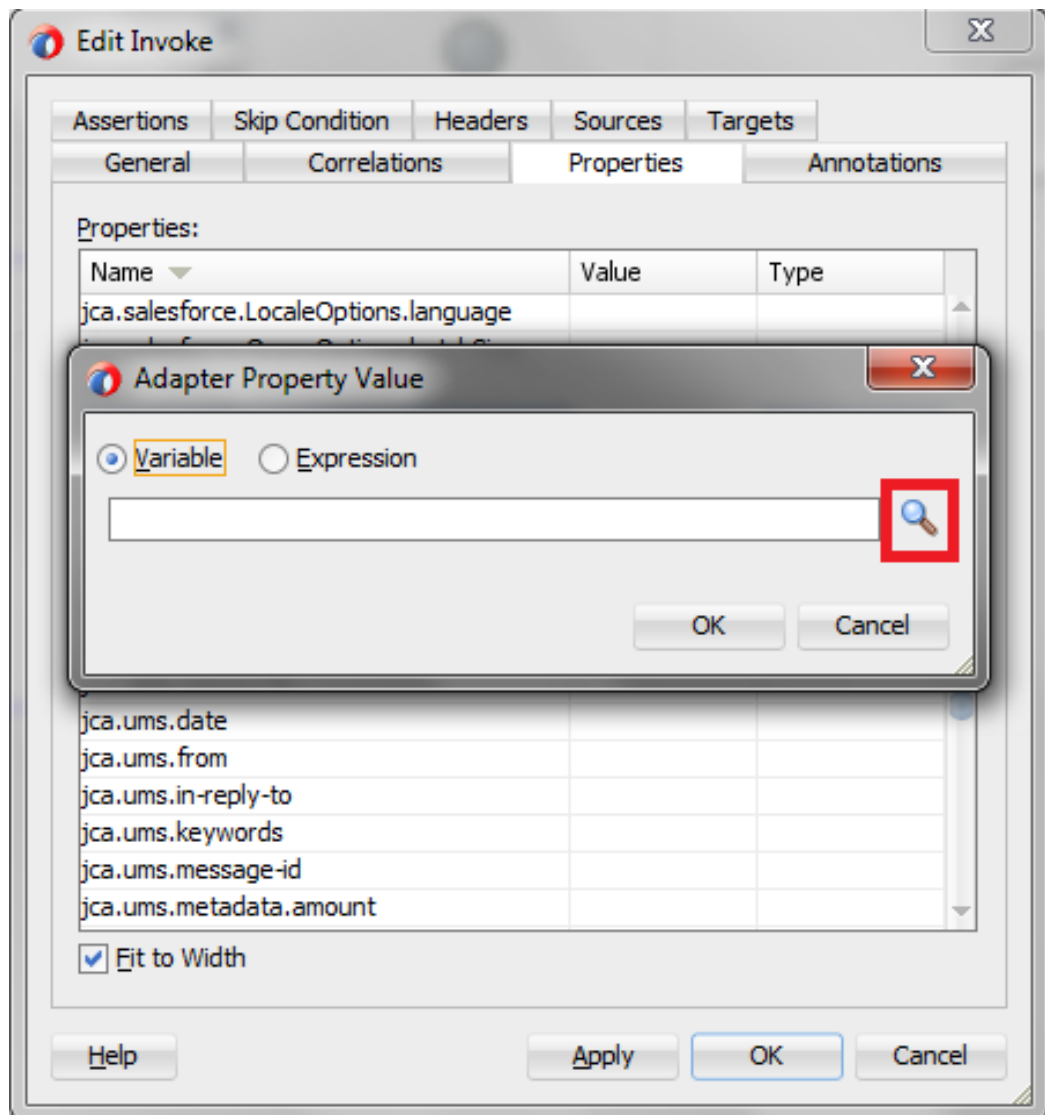 Edit Invoke
Assertions Skip Condition Headers Sources Targets
General Correlations Properties Annotations
Properties:
Name Value Type
jca.salesforce.LocaleOptions.language
Adapter Property Value
Variable Expression
OK Cancel
jca.ums.date
jca.ums.from
jca.ums.in-reply-to
jca.ums.keywords
jca.ums.message-id
jca.ums.metadata.amount
Fit to Width
Help Apply OK Cancel